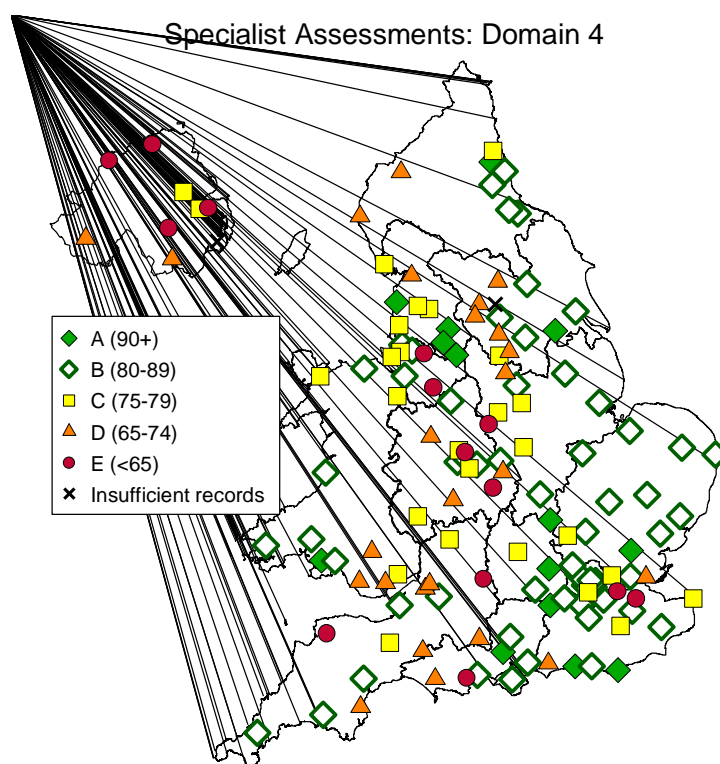 Specialist Assessments: Domain 4
A (90+)
B (80-89)
C (75-79)
D (65-74)
E (<65)
Insufficient records